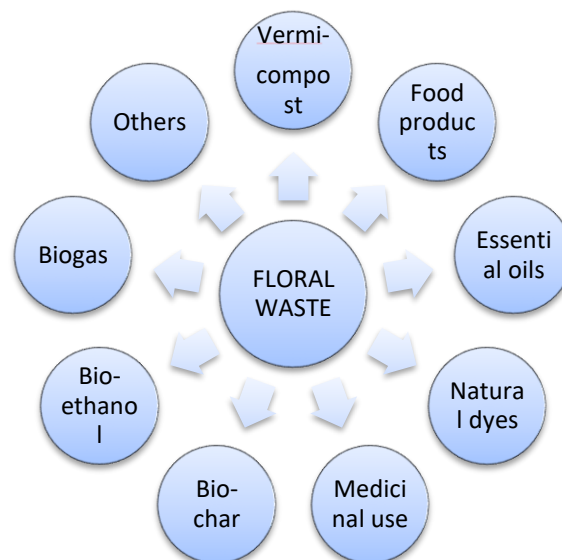 Vermi-
compo
st
Food
produc
ts
Essenti
al oils
Natura
l dyes
Medici
nal use
Bio-
char
Bio-
ethano
l
Biogas
Others
FLORAL
WASTE